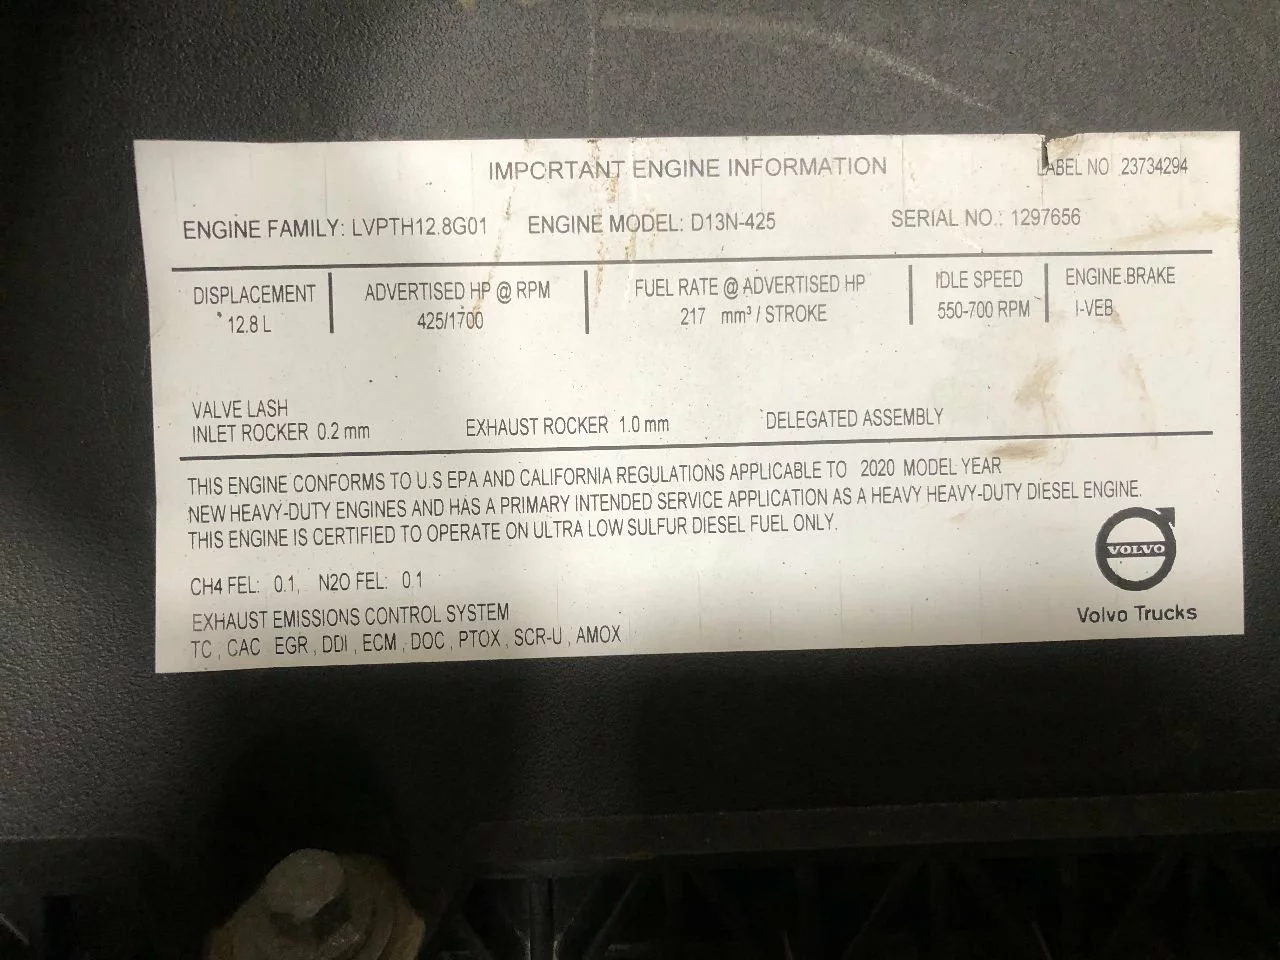 IMPORTANT ENGINE INFORMATION
LABEL NO 23734294
ENGINE FAMILY: LVPTH12.8G01 ENGINE MODEL: D13N-425 SERIAL NO.: 1297656
DISPLACEMENT ADVERTISED HP @ RPM FUEL RATE @ ADVERTISED HP IDLE SPEED ENGINE BRAKE
12.8 L 425/1700 217 mm³ / STROKE 550-700 RPM I-VEB
VALVE LASH
INLET ROCKER 0.2 mm EXHAUST ROCKER 1.0 mm DELEGATED ASSEMBLY
THIS ENGINE CONFORMS TO U.S EPA AND CALIFORNIA REGULATIONS APPLICABLE TO 2020 MODEL YEAR
NEW HEAVY-DUTY ENGINES AND HAS A PRIMARY INTENDED SERVICE APPLICATION AS A HEAVY HEAVY-DUTY DIESEL ENGINE.
THIS ENGINE IS CERTIFIED TO OPERATE ON ULTRA LOW SULFUR DIESEL FUEL ONLY.
VOLVO
CH4 FEL: 0.1, N2O FEL: 0.1
EXHAUST EMISSIONS CONTROL SYSTEM
Volvo Trucks
TC , CAC EGR , DDI , ECM , DOC , PTOX , SCR-U , AMOX